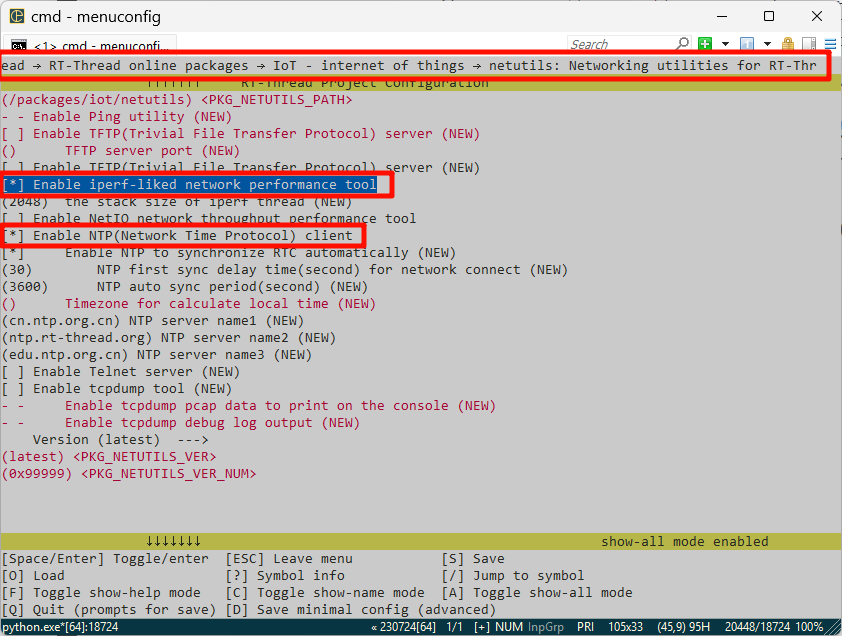 cmd - menuconfig
<1> cmd - menuconfi...
Search
ead → RT-Thread online packages → IoT - internet of things → netutils: Networking utilities for RT-Thr
↓↓↓↓↓↓↓ RT-Thread Project Configuration
(/packages/iot/netutils) <PKG_NETUTILS_PATH>
- - Enable Ping utility (NEW)
[ ] Enable TFTP(Trivial File Transfer Protocol) server (NEW)
() TFTP server port (NEW)
[ ] Enable TFTP(Trivial File Transfer Protocol) server (NEW)
[*] Enable iperf-liked network performance tool
(2048) the stack size of iperf thread (NEW)
[ ] Enable NetIO network throughput performance tool
[*] Enable NTP(Network Time Protocol) client
[*] Enable NTP to synchronize RTC automatically (NEW)
(30) NTP first sync delay time(second) for network connect (NEW)
(3600) NTP auto sync period(second) (NEW)
() Timezone for calculate local time (NEW)
(cn.ntp.org.cn) NTP server name1 (NEW)
(ntp.rt-thread.org) NTP server name2 (NEW)
(edu.ntp.org.cn) NTP server name3 (NEW)
[ ] Enable Telnet server (NEW)
[ ] Enable tcpdump tool (NEW)
- - Enable tcpdump pcap data to print on the console (NEW)
- - Enable tcpdump debug log output (NEW)
Version (latest) --->
(latest) <PKG_NETUTILS_VER>
(0x99999) <PKG_NETUTILS_VER_NUM>
↓↓↓↓↓↓↓ show-all mode enabled
[Space/Enter] Toggle/enter [ESC] Leave menu [S] Save
[O] Load [?] Symbol info [/] Jump to symbol
[F] Toggle show-help mode [C] Toggle show-name mode [A] Toggle show-all mode
[Q] Quit (prompts for save) [D] Save minimal config (advanced)
python.exe*[64]:18724 « 230724[64] 1/1 [+] NUM InpGrp PRI 105x33 (45,9) 95H 20448/18724 100%